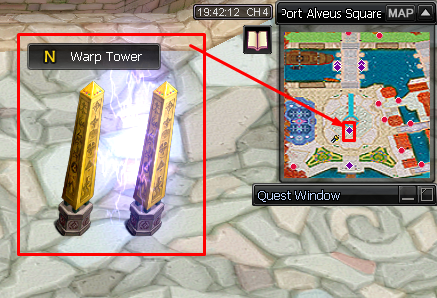 19:42:12 CH4
Port Alveus Square
MAP
N Warp Tower
Quest Window